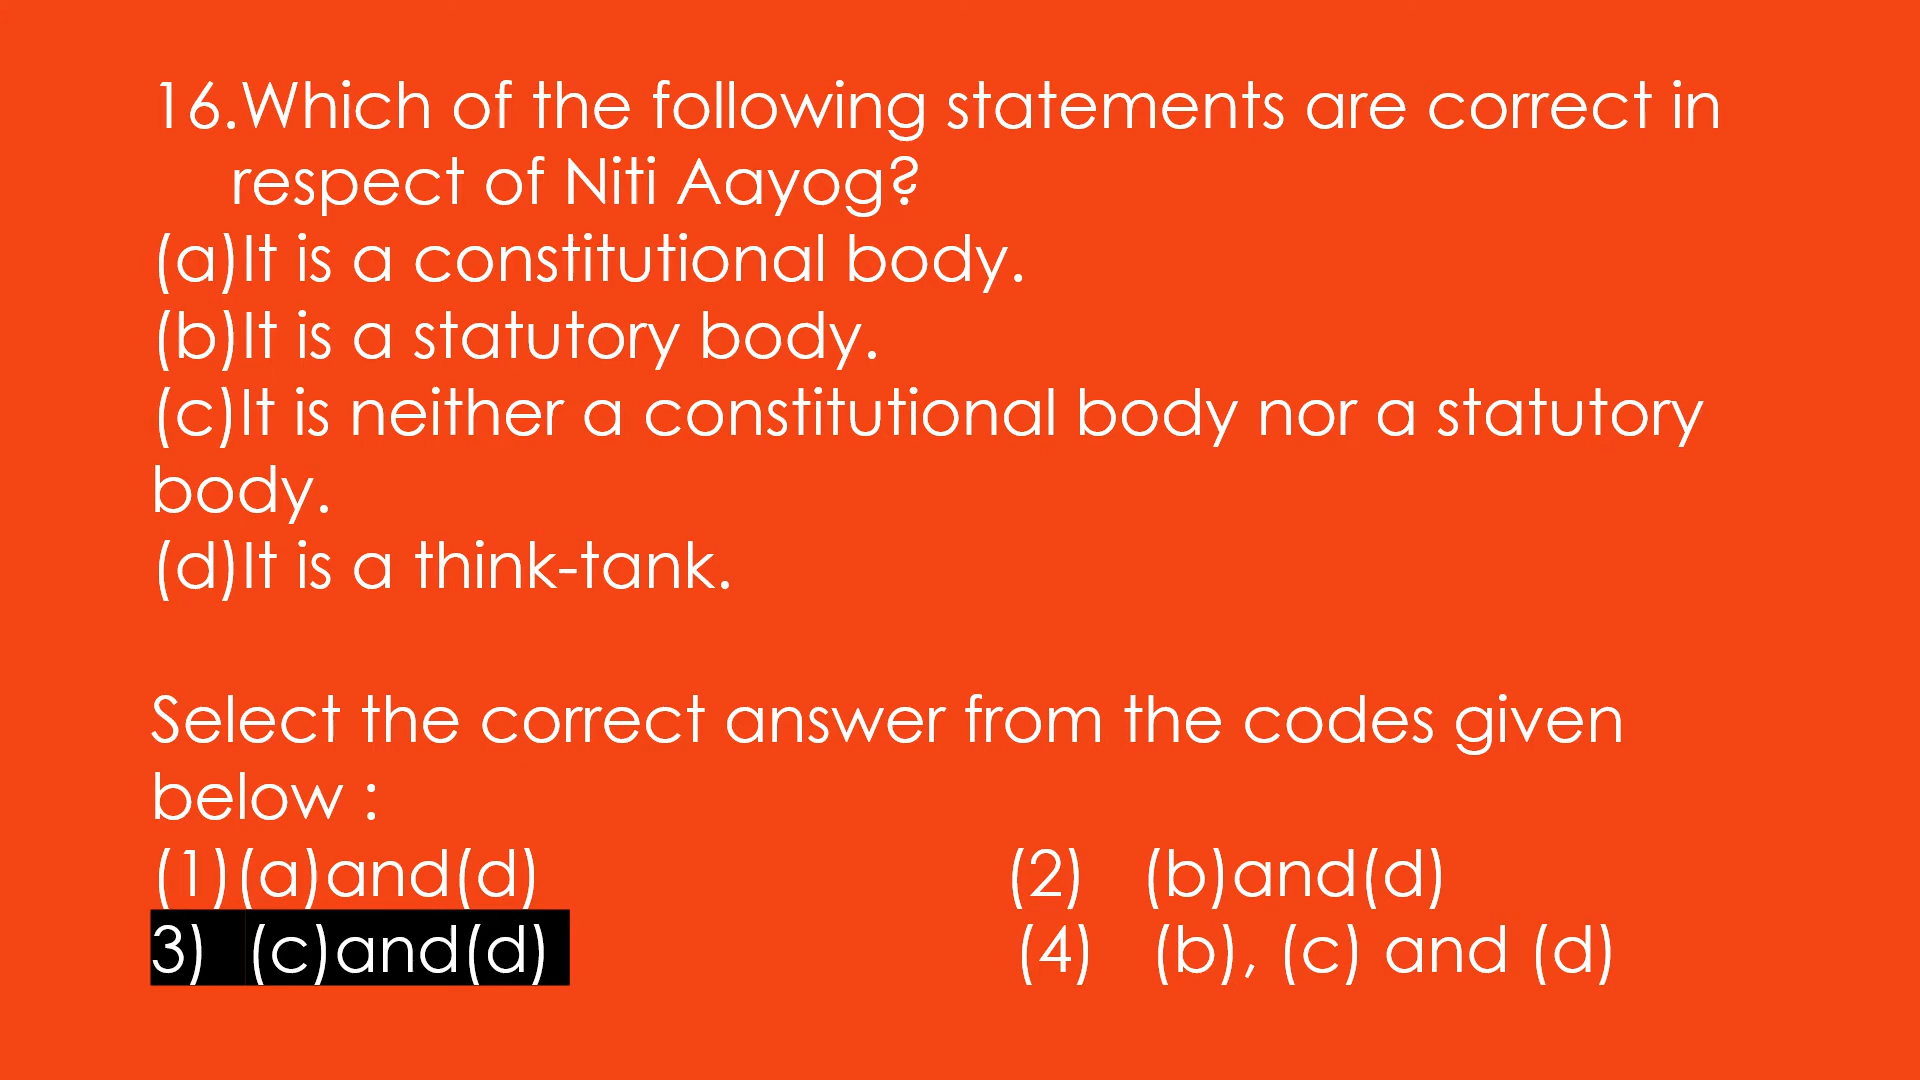 16.Which of the following statements are correct in
respect of Niti Aayog?
(a)It is a constitutional body.
(b)It is a statutory body.
(c)It is neither a constitutional body nor a statutory
body.
(d)It is a think-tank.
Select the correct answer from the codes given
below :
(1)(a)and(d) (2) (b)and(d)
3) (c)and(d) (4) (b), (c) and (d)